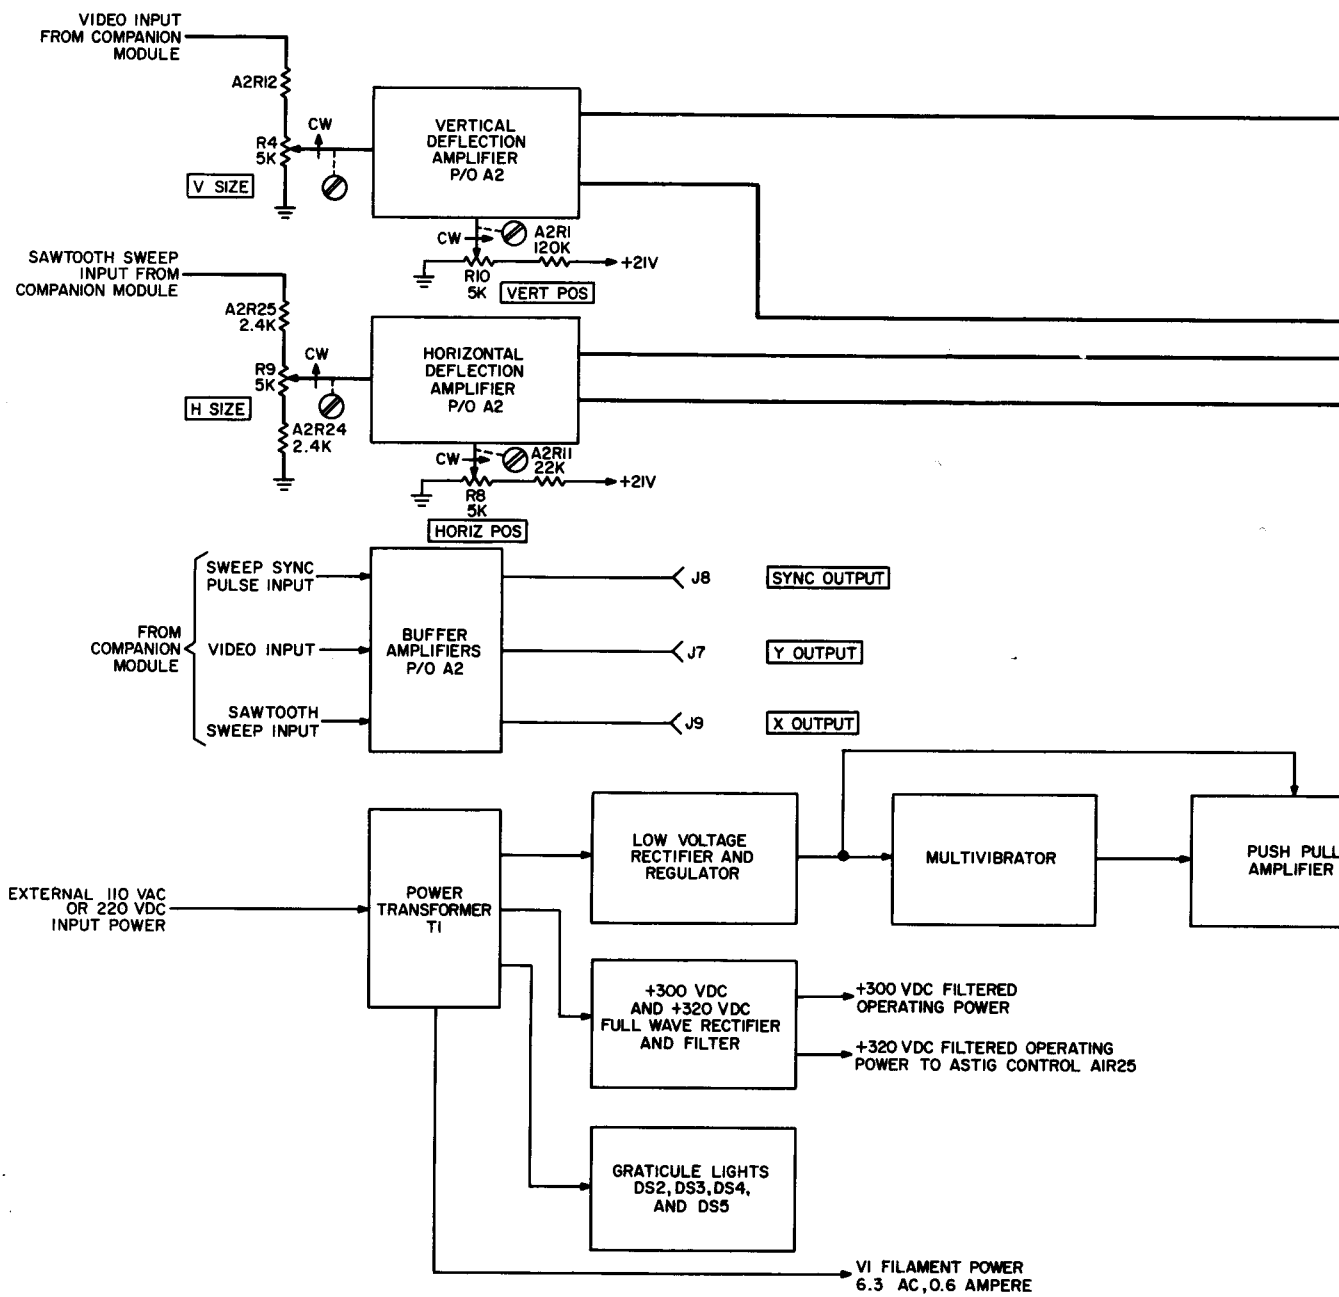 VIDEO INPUT
FROM COMPANION
MODULE
A2R12
CW
R4
5K
V SIZE
VERTICAL
DEFLECTION
AMPLIFIER
P/O A2
CW
A2R1
120K
+21V
R10
5K
VERT POS
SAWTOOTH SWEEP
INPUT FROM
COMPANION MODULE
A2R25
2.4K
CW
R9
5K
H SIZE
A2R24
2.4K
HORIZONTAL
DEFLECTION
AMPLIFIER
P/O A2
CW
A2R11
22K
+21V
R8
5K
HORIZ POS
FROM
COMPANION
MODULE
SWEEP SYNC
PULSE INPUT
VIDEO INPUT
SAWTOOTH
SWEEP INPUT
BUFFER
AMPLIFIERS
P/O A2
J8
SYNC OUTPUT
J7
Y OUTPUT
J9
X OUTPUT
EXTERNAL 110 VAC
OR 220 VDC
INPUT POWER
POWER
TRANSFORMER
T1
LOW VOLTAGE
RECTIFIER AND
REGULATOR
MULTIVIBRATOR
PUSH PULL
AMPLIFIER
+300 VDC
AND +320 VDC
FULL WAVE RECTIFIER
AND FILTER
+300 VDC FILTERED
OPERATING POWER
+320 VDC FILTERED OPERATING
POWER TO ASTIG CONTROL A1R25
GRATICULE LIGHTS
DS2, DS3, DS4,
AND DS5
V1 FILAMENT POWER
6.3 AC, 0.6 AMPERE